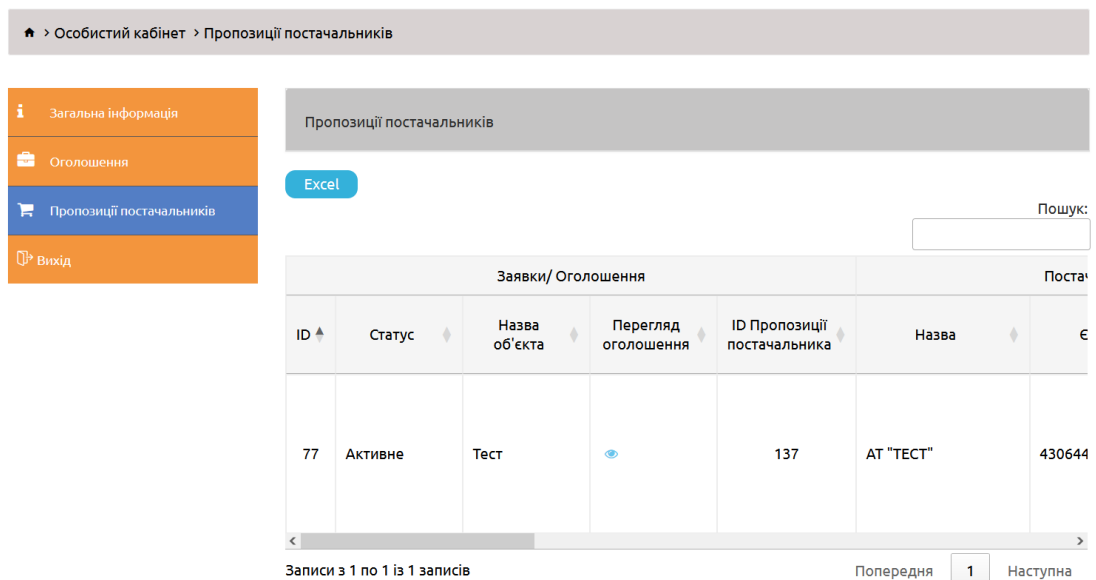 > Особистий кабінет > Пропозиції постачальників
Загальна інформація
Оголошення
Пропозиції постачальників
Вихід
Пропозиції постачальників
Excel
Пошук:
Заявки/ Оголошення
ID
Статус
Назва
об'єкта
Перегляд
оголошення
ID Пропозиції
постачальника
Назва
77 Активне Тест 137 АТ "ТЕСТ" 430644
Записи з 1 по 1 із 1 записів
Попередня 1 Наступна